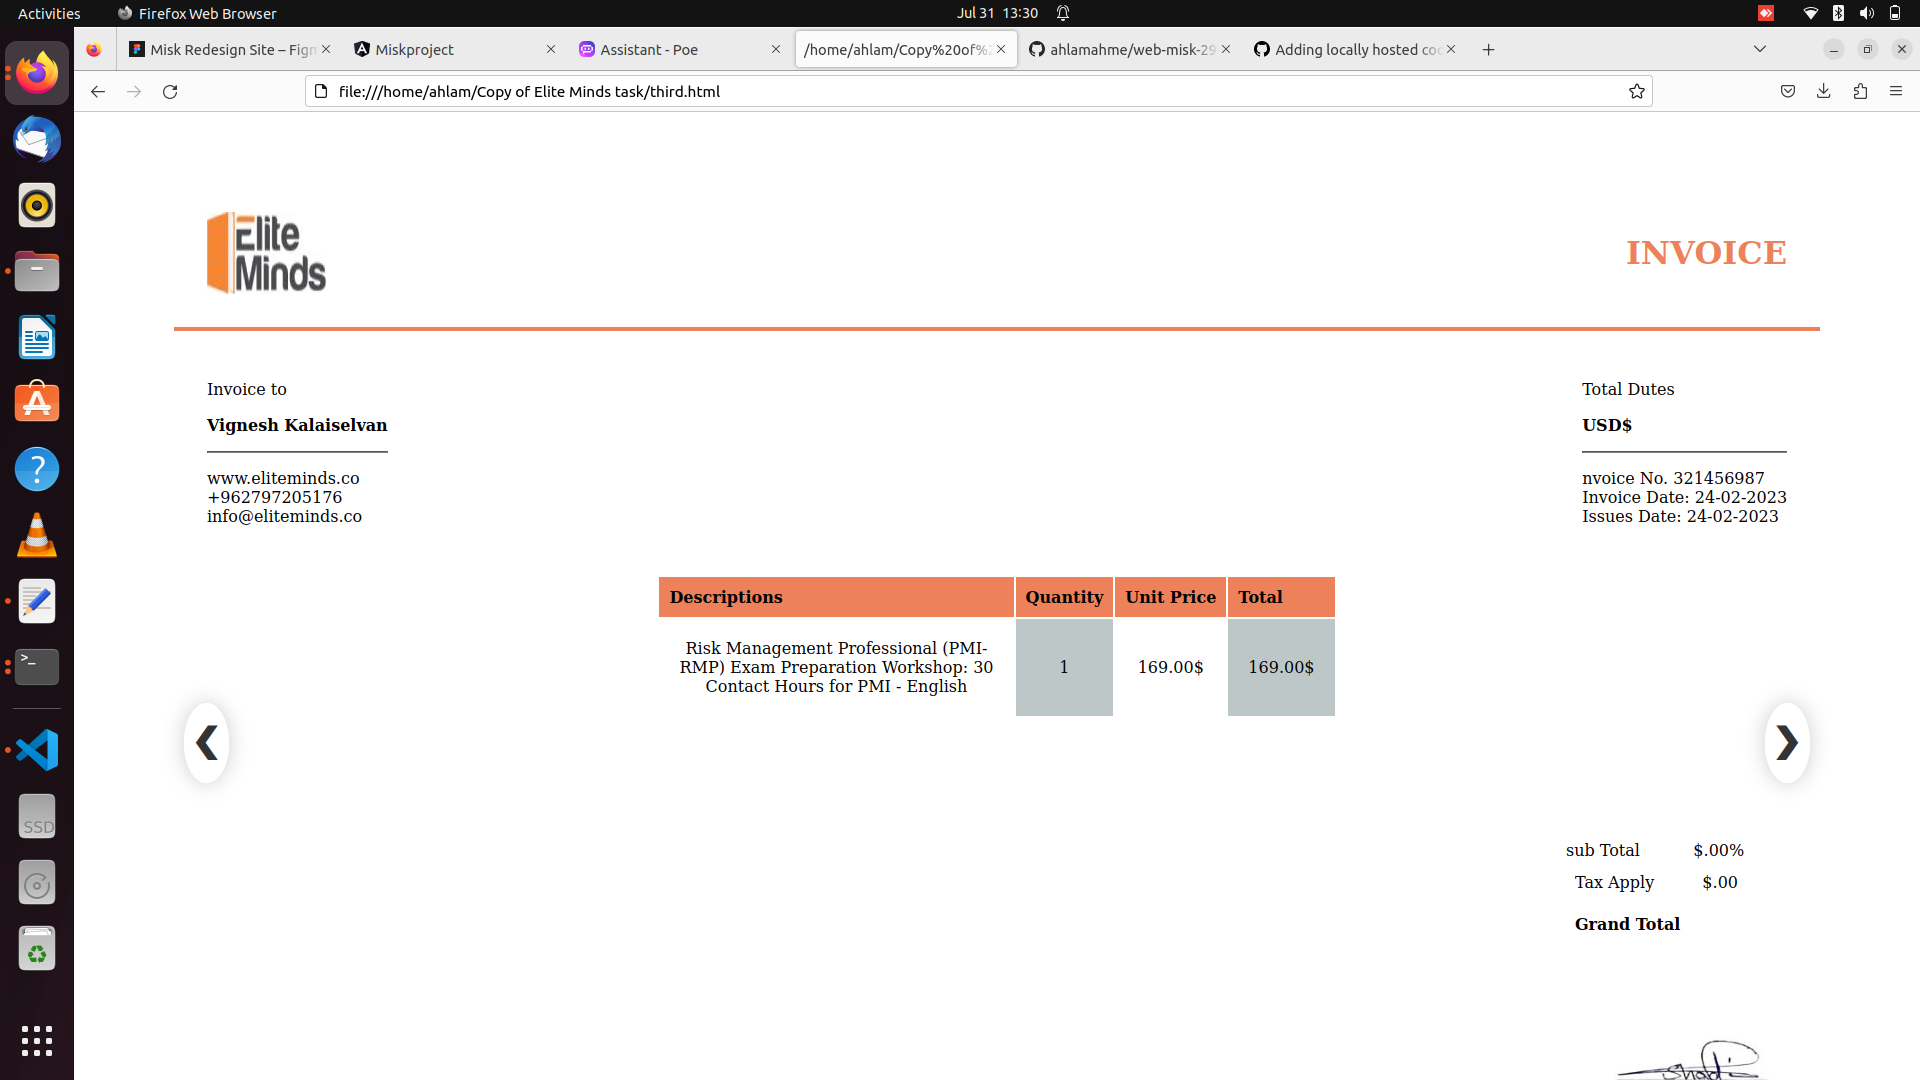 Activities
Firefox Web Browser
Jul 31 13:30
Misk Redesign Site – Figm
Miskproject
Assistant - Poe
/home/ahlam/Copy%20of%2
ahlamahme/web-misk-29
Adding locally hosted co
file:///home/ahlam/Copy of Elite Minds task/third.html
Elite
Minds
INVOICE
Invoice to
Vignesh Kalaiselvan
www.eliteminds.co
+962797205176
info@eliteminds.co
Total Dutes
USD$
nvoice No. 321456987
Invoice Date: 24-02-2023
Issues Date: 24-02-2023
Descriptions Quantity Unit Price Total
Risk Management Professional (PMI-
RMP) Exam Preparation Workshop: 30
Contact Hours for PMI - English
1 169.00$ 169.00$
❮ ❯
sub Total $.00%
Tax Apply $.00
Grand Total
SSD